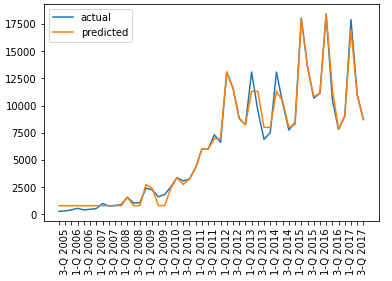 actual
predicted
17500
15000
12500
10000
7500
5000
2500
0
3-Q 2005
1-Q 2006
3-Q 2006
1-Q 2007
3-Q 2007
1-Q 2008
3-Q 2008
1-Q 2009
3-Q 2009
1-Q 2010
3-Q 2010
1-Q 2011
3-Q 2011
1-Q 2012
3-Q 2012
1-Q 2013
3-Q 2013
1-Q 2014
3-Q 2014
1-Q 2015
3-Q 2015
1-Q 2016
3-Q 2016
1-Q 2017
3-Q 2017